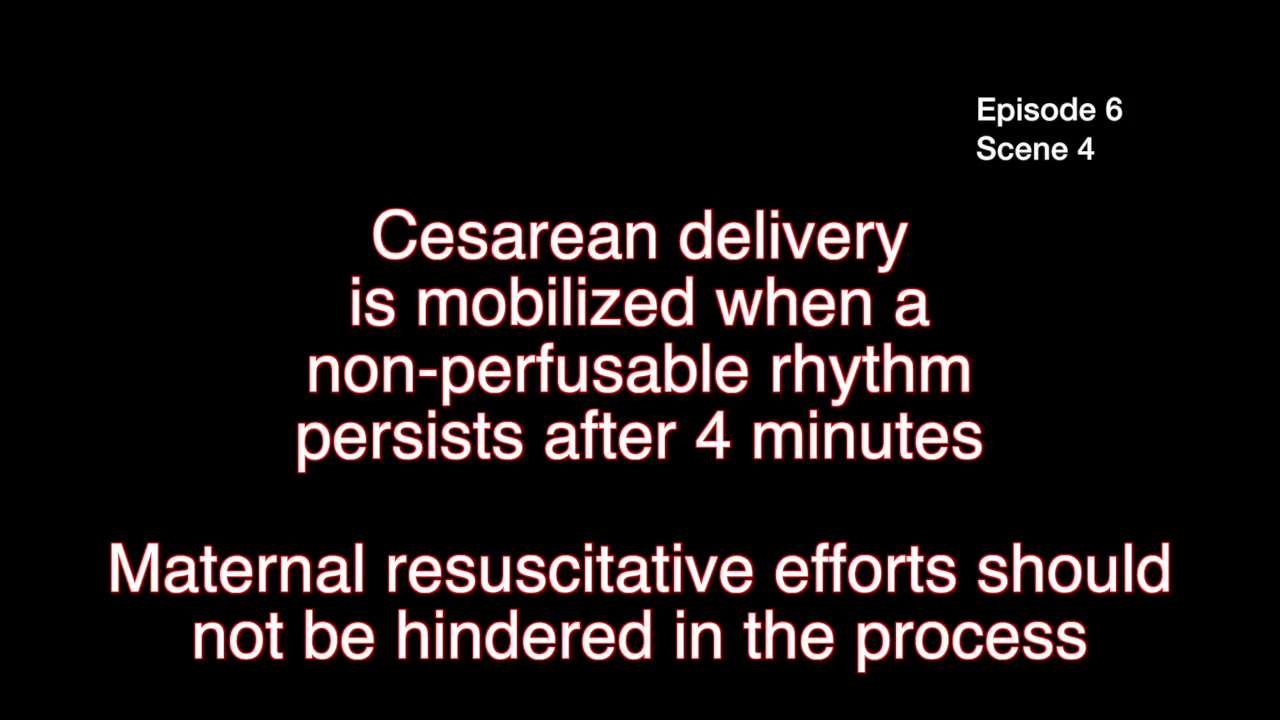 Episode 6
Scene 4
Cesarean delivery
is mobilized when a
non-perfusable rhythm
persists after 4 minutes
Maternal resuscitative efforts should
not be hindered in the process